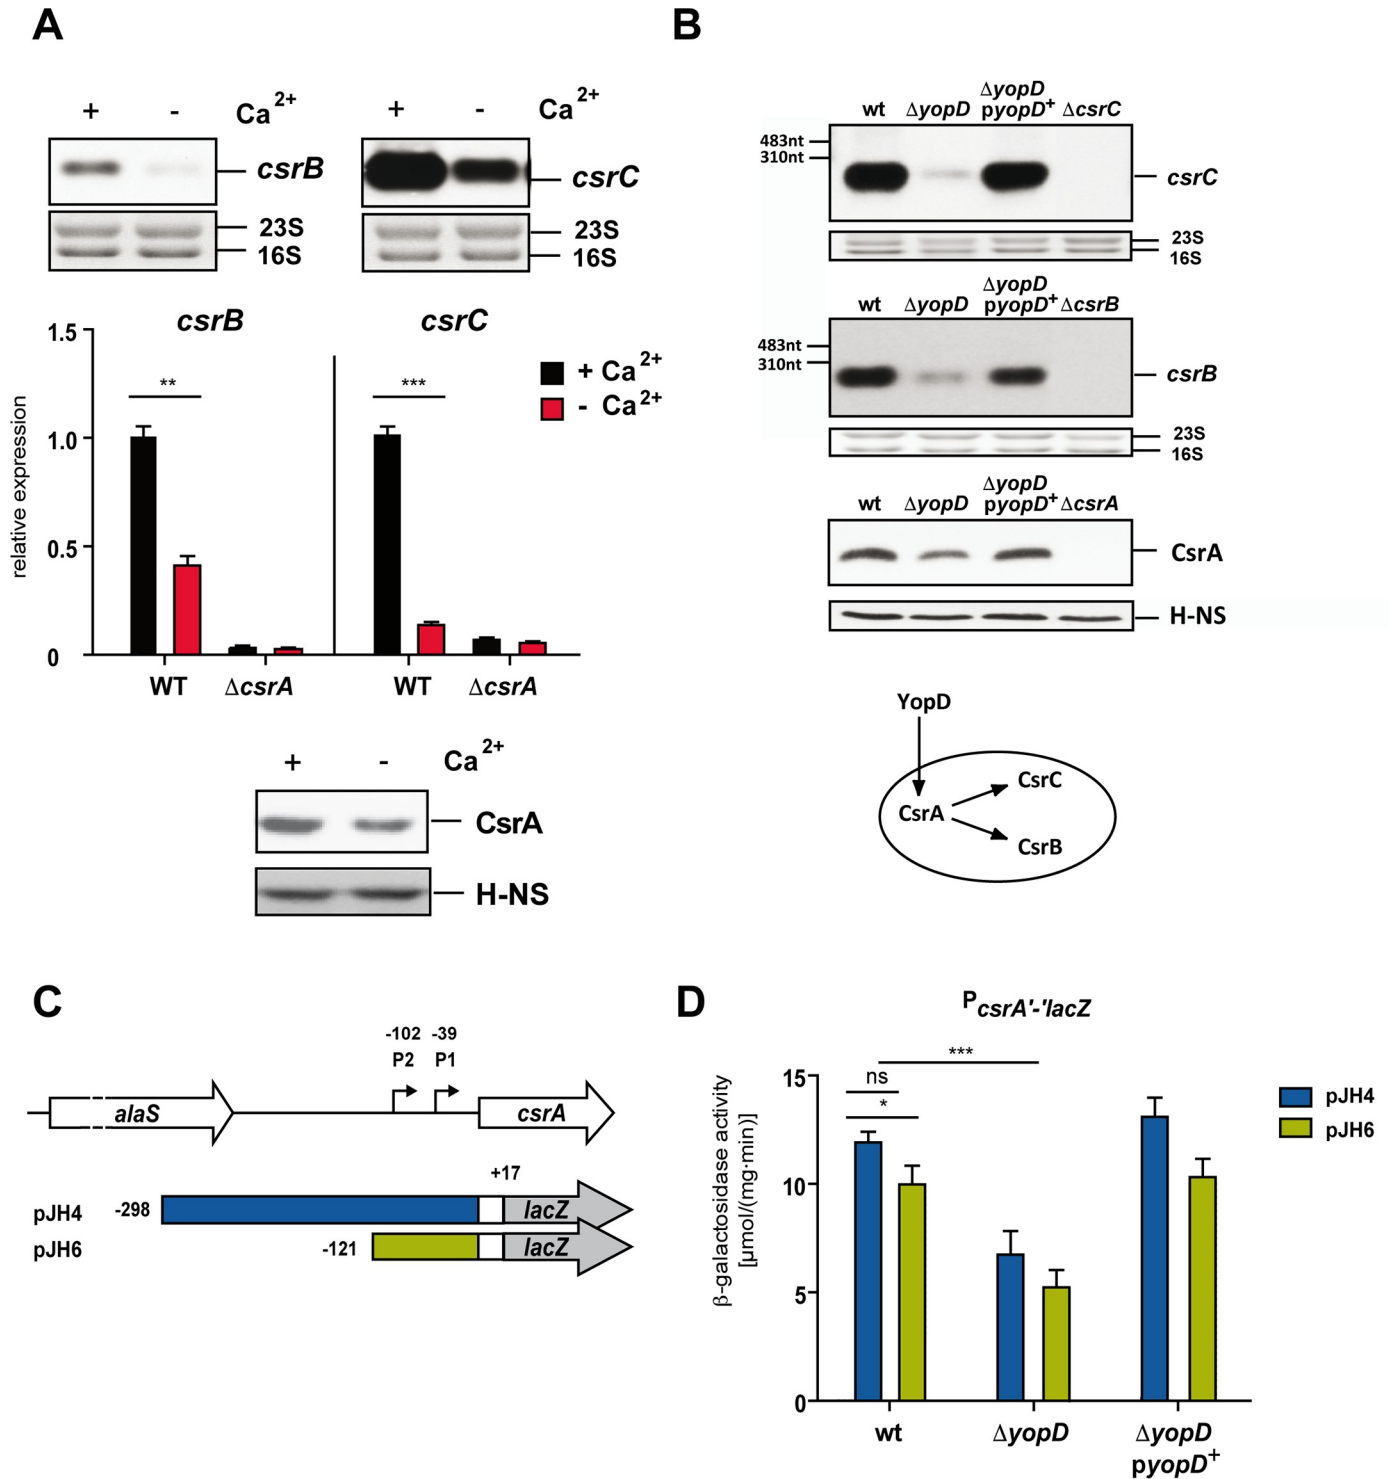 A
+ - Ca2+
csrB
23S
16S
+ - Ca2+
csrC
23S
16S
csrB csrC
+ Ca2+
- Ca2+
relative expression
1.5
1.0
0.5
0
** ***
WT ΔcsrA WT ΔcsrA
+ - Ca2+
CsrA
H-NS
B
wt ΔyopD ΔyopD pyopD+ ΔcsrC
483nt
310nt
csrC
23S
16S
wt ΔyopD ΔyopD pyopD+ ΔcsrB
483nt
310nt
csrB
23S
16S
wt ΔyopD ΔyopD pyopD+ ΔcsrA
CsrA
H-NS
YopD
CsrA
CsrC
CsrB
C
-102 -39
P2 P1
alaS csrA
+17
pJH4 -298 lacZ
pJH6 -121 lacZ
D
PcsrA'-'lacZ
β-galactosidase activity
[µmol/(mg·min)]
15
10
5
0
***
ns
*
pJH4
pJH6
wt ΔyopD ΔyopD
pyopD+